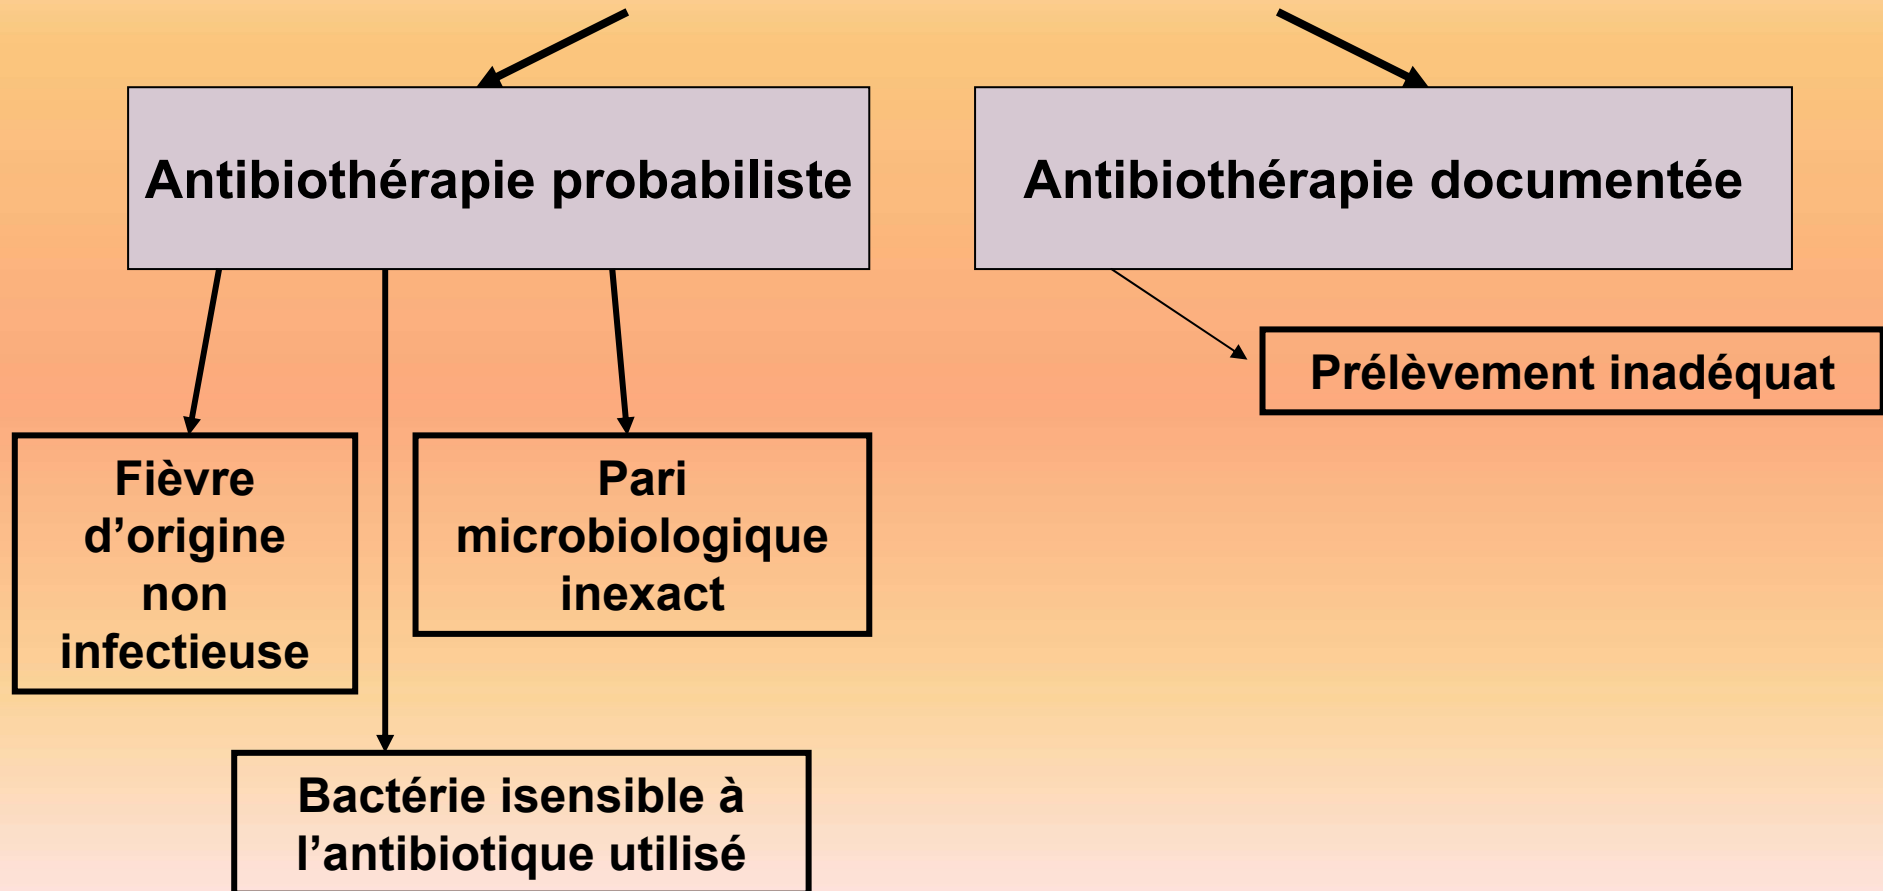 Antibiothérapie probabiliste
Antibiothérapie documentée
Prélèvement inadéquat
Fièvre
d’origine
non
infectieuse
Pari
microbiologique
inexact
Bactérie isensible à
l’antibiotique utilisé